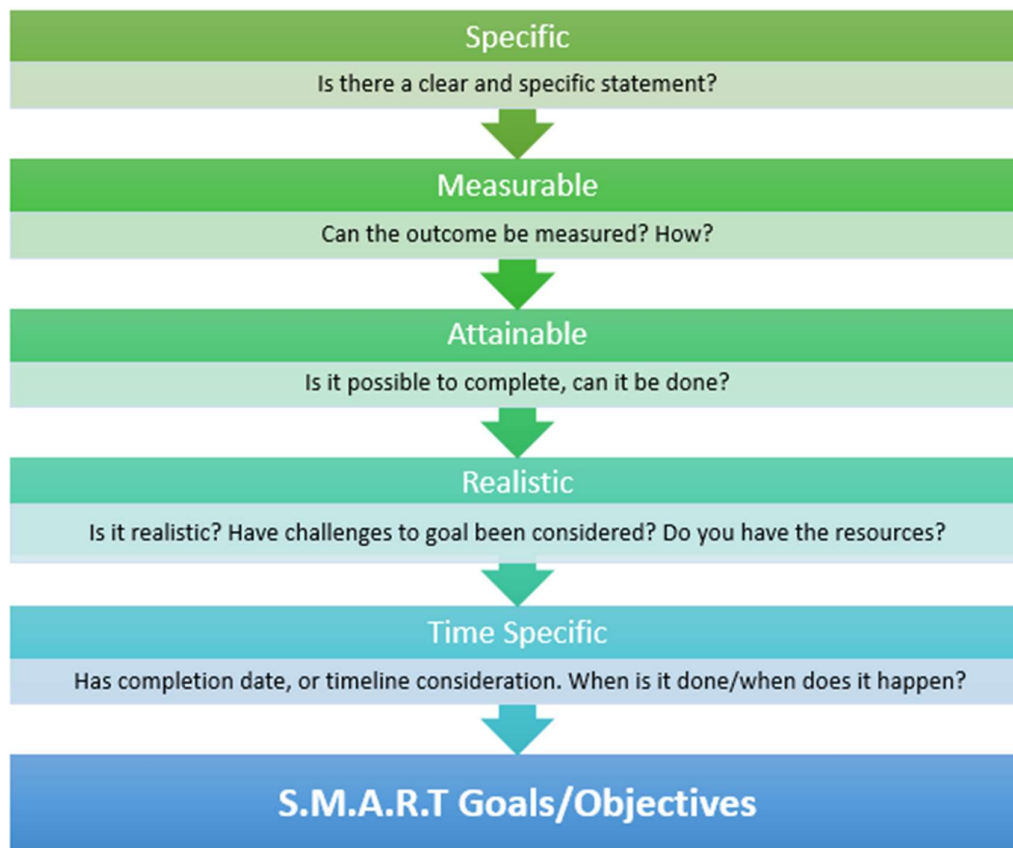 Specific
Is there a clear and specific statement?
Measurable
Can the outcome be measured? How?
Attainable
Is it possible to complete, can it be done?
Realistic
Is it realistic? Have challenges to goal been considered? Do you have the resources?
Time Specific
Has completion date, or timeline consideration. When is it done/when does it happen?
S.M.A.R.T Goals/Objectives